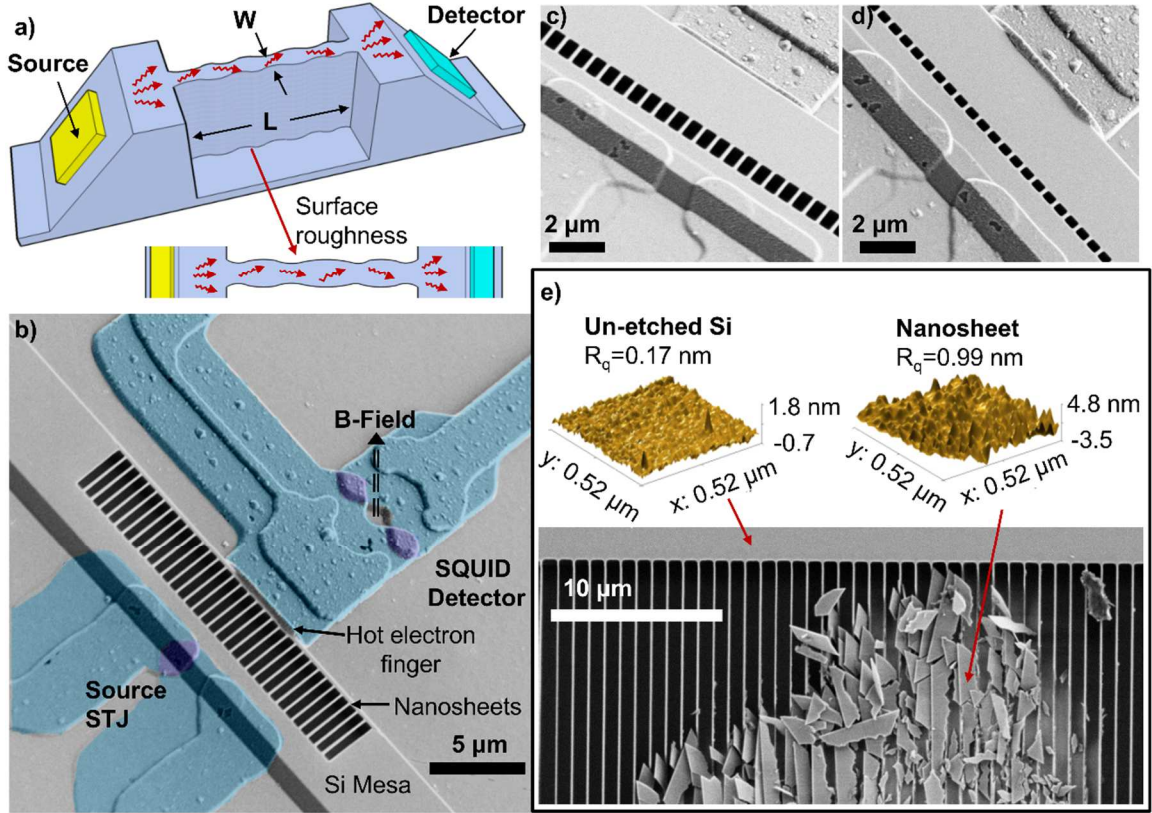 a)
W
Detector
Source
L
Surface
roughness
b)
B-Field
SQUID
Detector
Hot electron
finger
Source
STJ
Nanosheets
5 µm
Si Mesa
c)
2 µm
d)
2 µm
e)
Un-etched Si
Rq=0.17 nm
1.8 nm
-0.7
y: 0.52 µm
x: 0.52 µm
Nanosheet
Rq=0.99 nm
4.8 nm
-3.5
y: 0.52 µm
x: 0.52 µm
10 µm